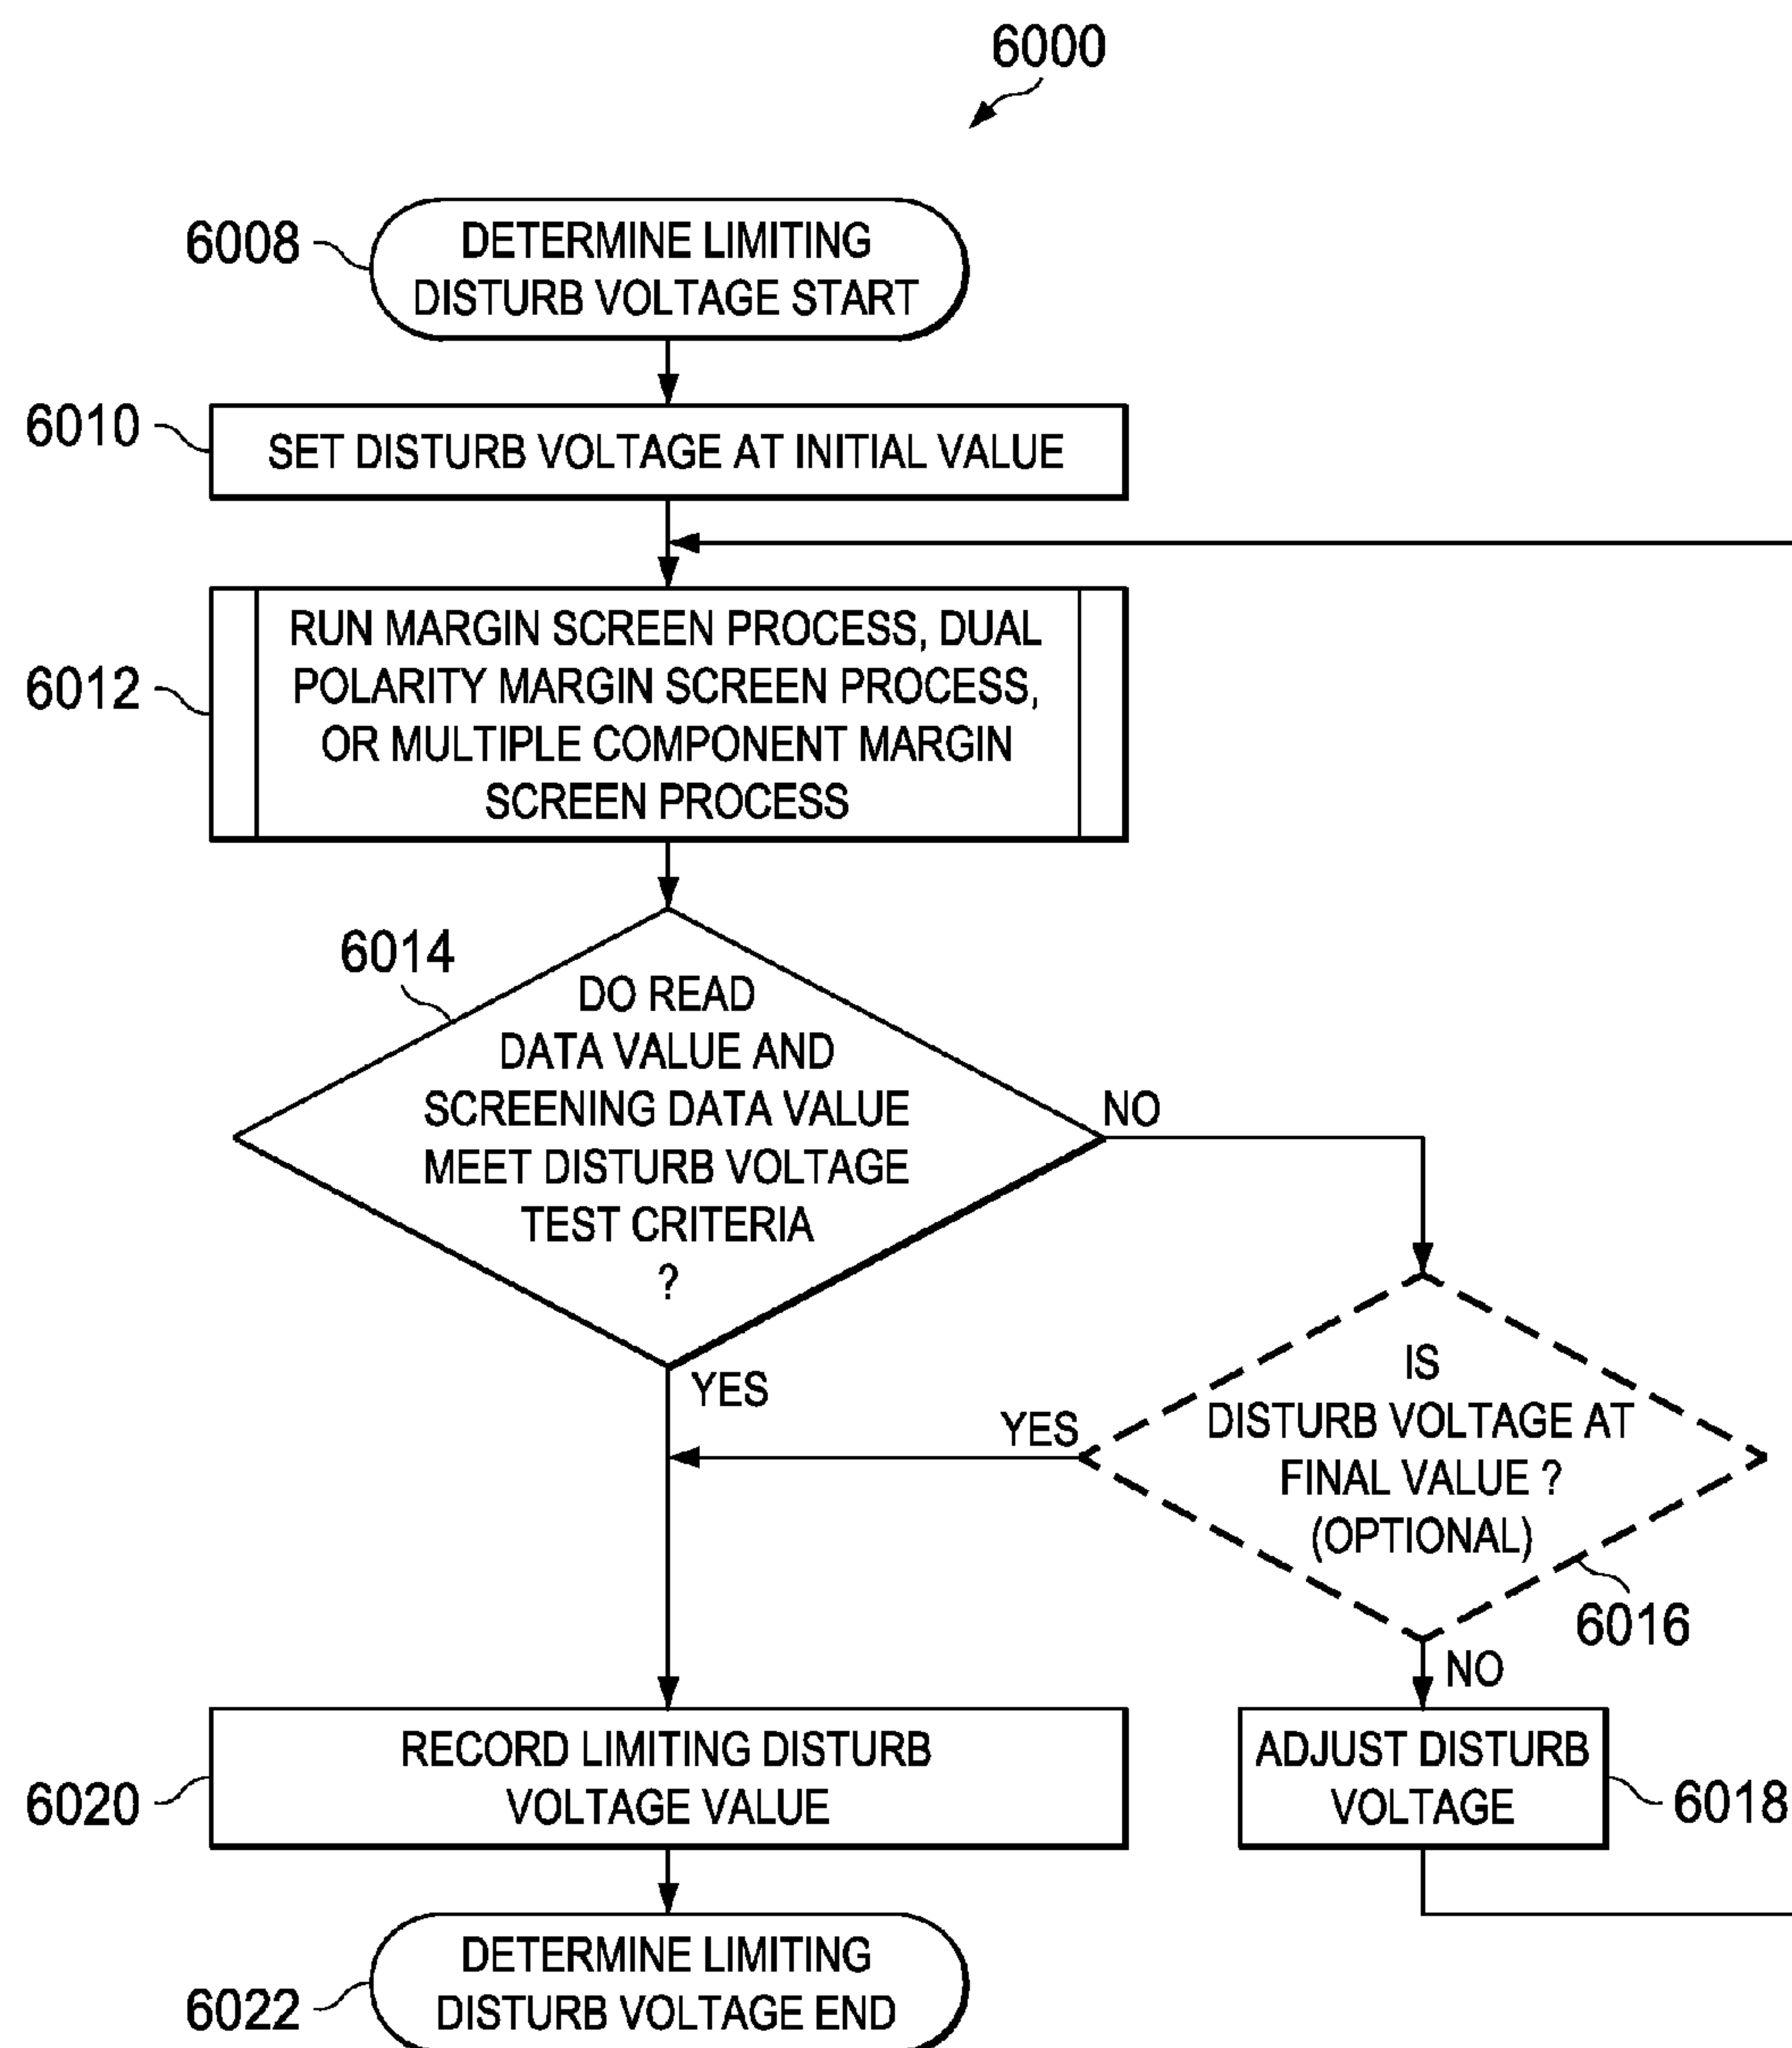 6000
6008
DETERMINE LIMITING
DISTURB VOLTAGE START
6010
SET DISTURB VOLTAGE AT INITIAL VALUE
6012
RUN MARGIN SCREEN PROCESS, DUAL
POLARITY MARGIN SCREEN PROCESS,
OR MULTIPLE COMPONENT MARGIN
SCREEN PROCESS
6014
DO READ
DATA VALUE AND
SCREENING DATA VALUE
MEET DISTURB VOLTAGE
TEST CRITERIA
?
NO
YES
IS
DISTURB VOLTAGE AT
FINAL VALUE ?
(OPTIONAL)
YES
6016
NO
6020
RECORD LIMITING DISTURB
VOLTAGE VALUE
ADJUST DISTURB
VOLTAGE
6018
6022
DETERMINE LIMITING
DISTURB VOLTAGE END